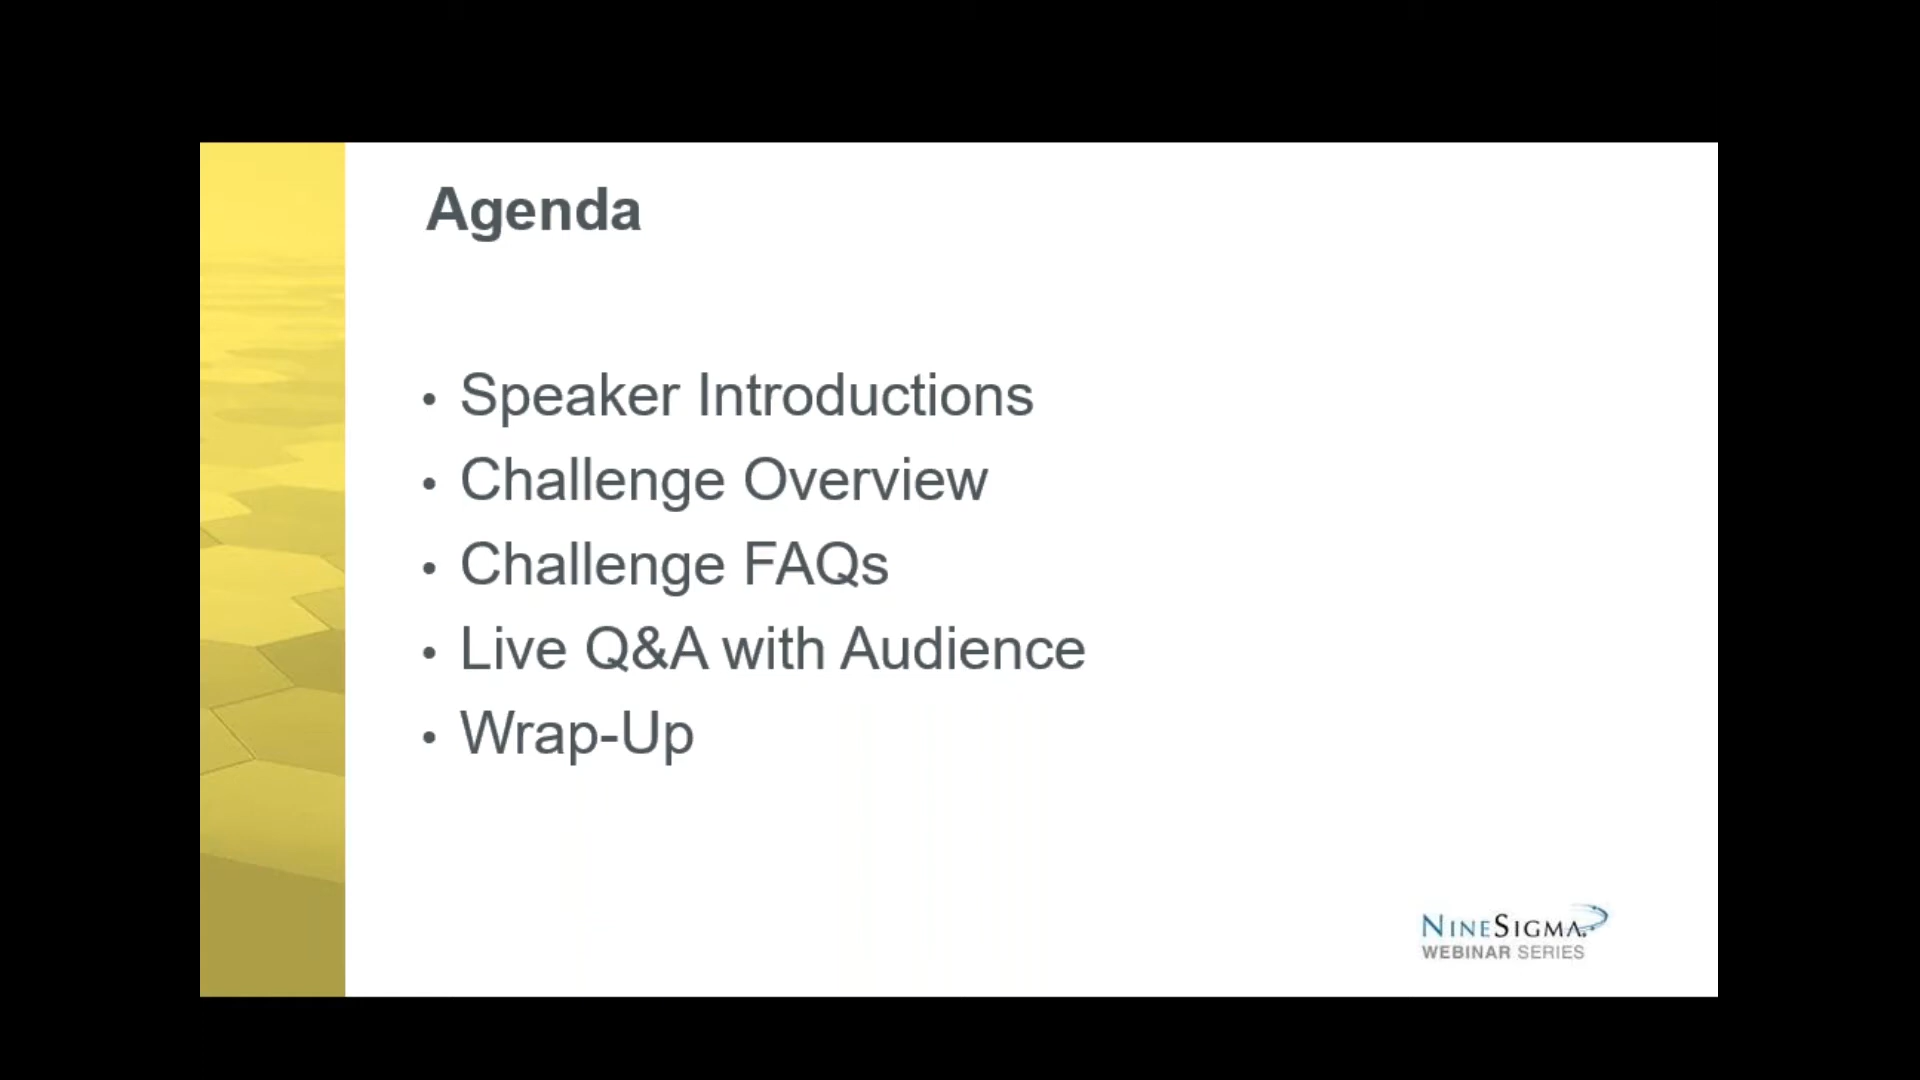 Agenda
• Speaker Introductions
• Challenge Overview
• Challenge FAQs
• Live Q&A with Audience
• Wrap-Up
NINESIGMA
WEBINAR SERIES